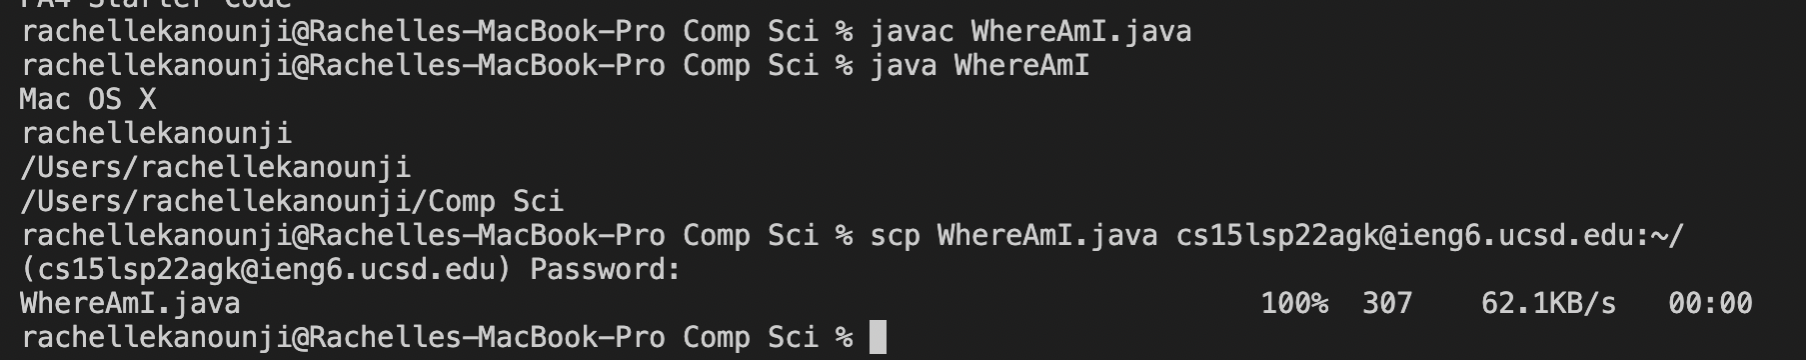 PA4 Starter Code
rachellekanounji@Rachelles-MacBook-Pro Comp Sci % javac WhereAmI.java
rachellekanounji@Rachelles-MacBook-Pro Comp Sci % java WhereAmI
Mac OS X
rachellekanounji
/Users/rachellekanounji
/Users/rachellekanounji/Comp Sci
rachellekanounji@Rachelles-MacBook-Pro Comp Sci % scp WhereAmI.java cs15lsp22agk@ieng6.ucsd.edu:~/
(cs15lsp22agk@ieng6.ucsd.edu) Password:
WhereAmI.java 100% 307 62.1KB/s 00:00
rachellekanounji@Rachelles-MacBook-Pro Comp Sci %